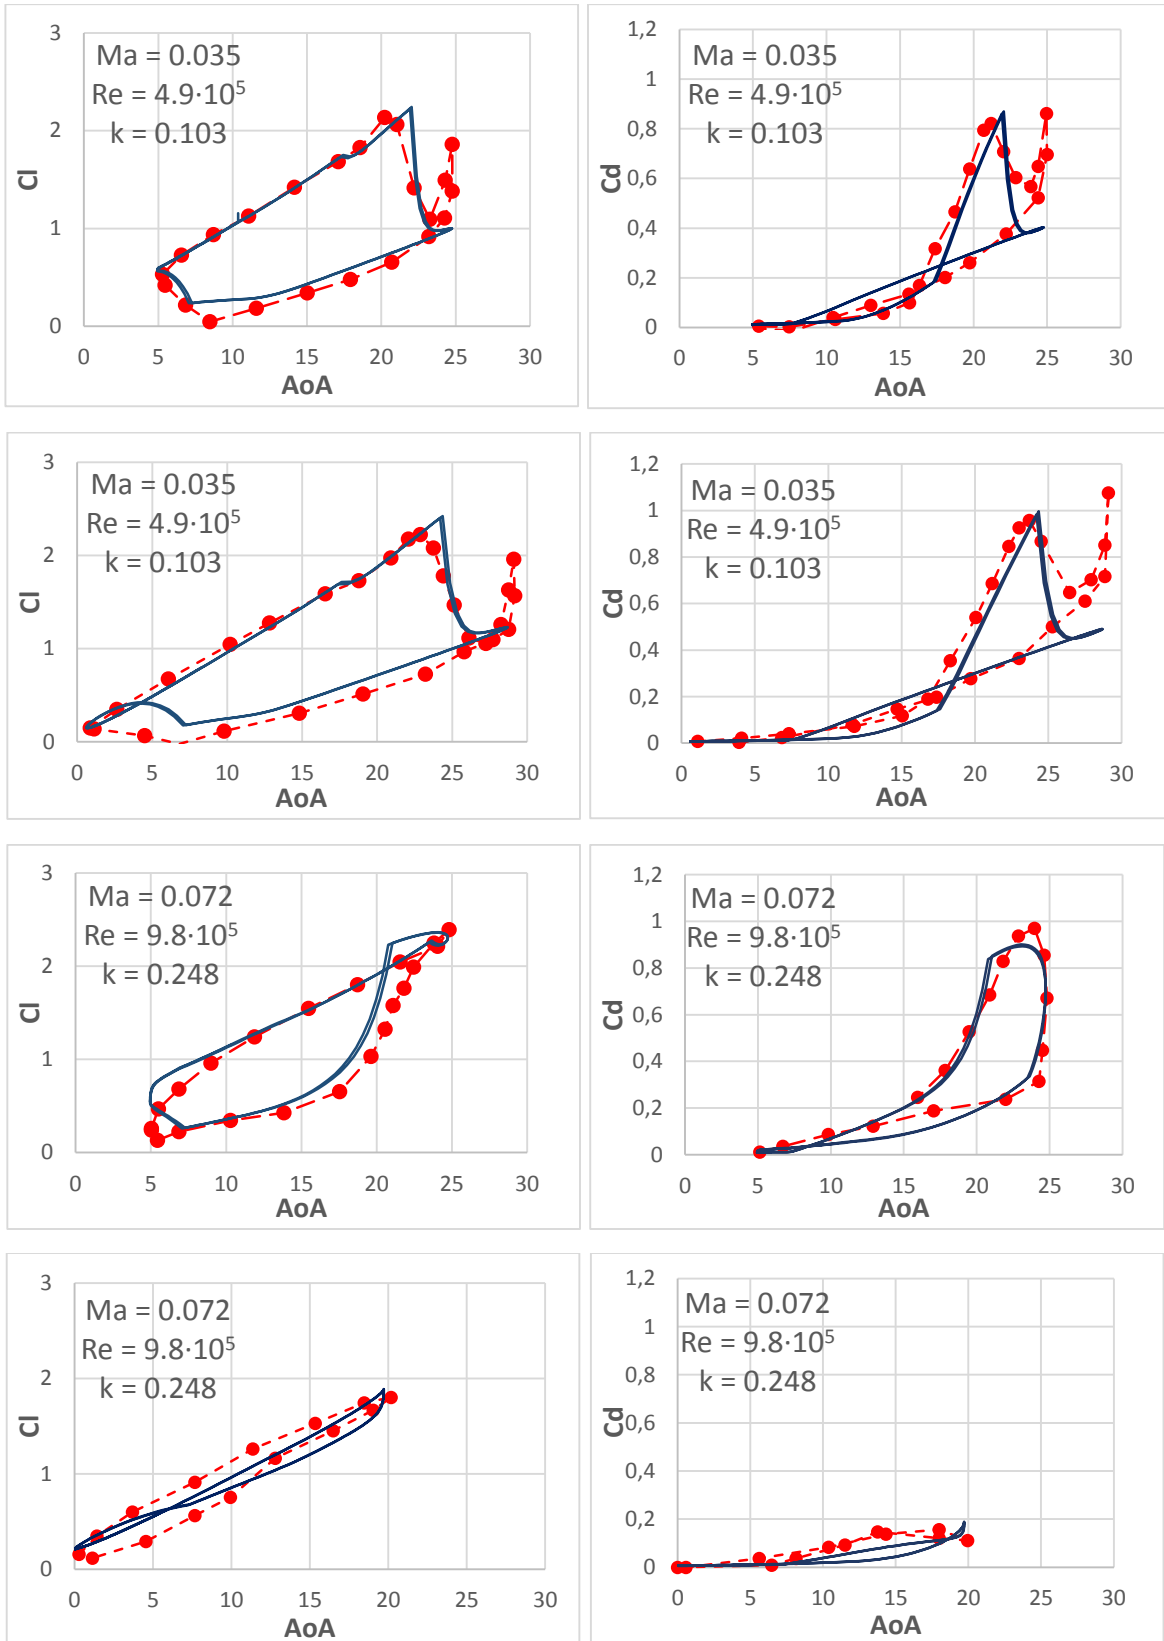 3
Ma = 0.035
Re = 4.9·10⁵
k = 0.103
2
Cl
1
0
0 5 10 15 20 25 30
AoA
1,2
Ma = 0.035
1
Re = 4.9·10⁵
0,8
k = 0.103
Cd
0,6
0,4
0,2
0
0 5 10 15 20 25 30
AoA
3
Ma = 0.035
Re = 4.9·10⁵
k = 0.103
2
Cl
1
0
0 5 10 15 20 25 30
AoA
1,2
Ma = 0.035
1
Re = 4.9·10⁵
0,8
k = 0.103
Cd
0,6
0,4
0,2
0
0 5 10 15 20 25 30
AoA
3
Ma = 0.072
Re = 9.8·10⁵
k = 0.248
2
Cl
1
0
0 5 10 15 20 25 30
AoA
1,2
Ma = 0.072
1
Re = 9.8·10⁵
0,8
k = 0.248
Cd
0,6
0,4
0,2
0
0 5 10 15 20 25 30
AoA
3
Ma = 0.072
Re = 9.8·10⁵
k = 0.248
2
Cl
1
0
0 5 10 15 20 25 30
AoA
1,2
Ma = 0.072
1
Re = 9.8·10⁵
0,8
k = 0.248
Cd
0,6
0,4
0,2
0
0 5 10 15 20 25 30
AoA